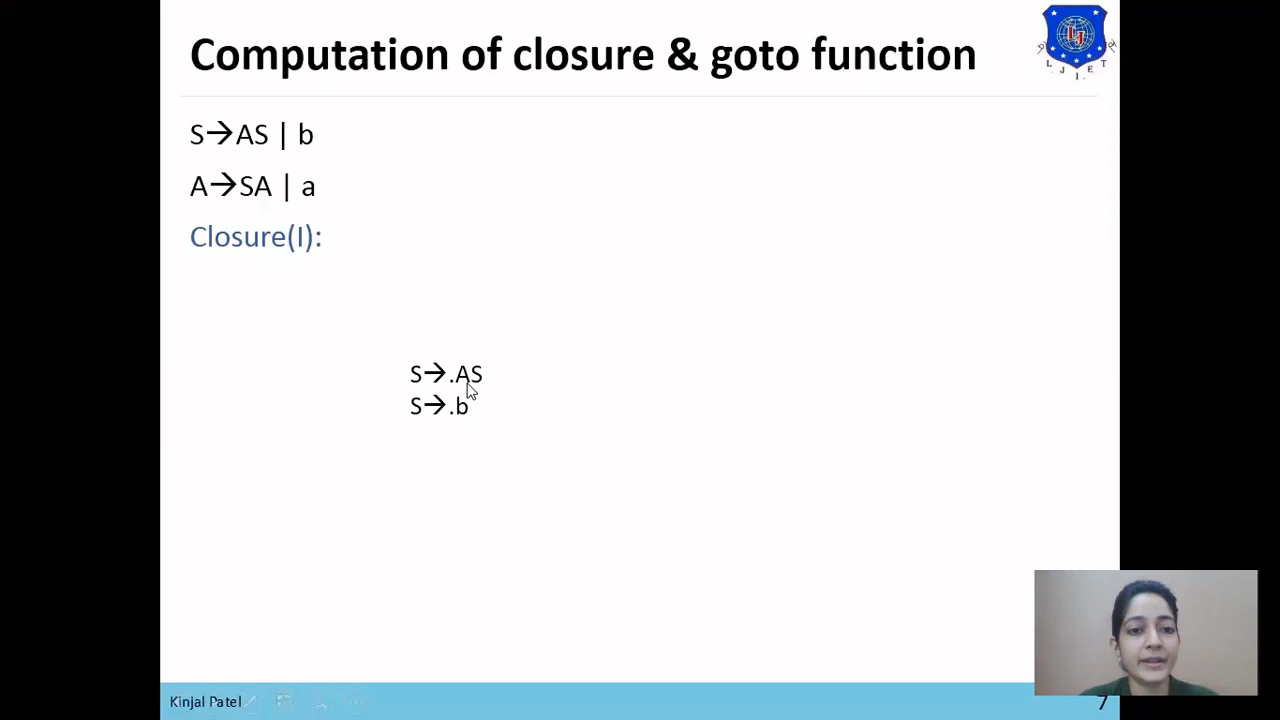 Computation of closure & goto function
L J I E T
S→AS | b
A→SA | a
Closure(I):
S→.AS
S→.b
Kinjal Patel
7